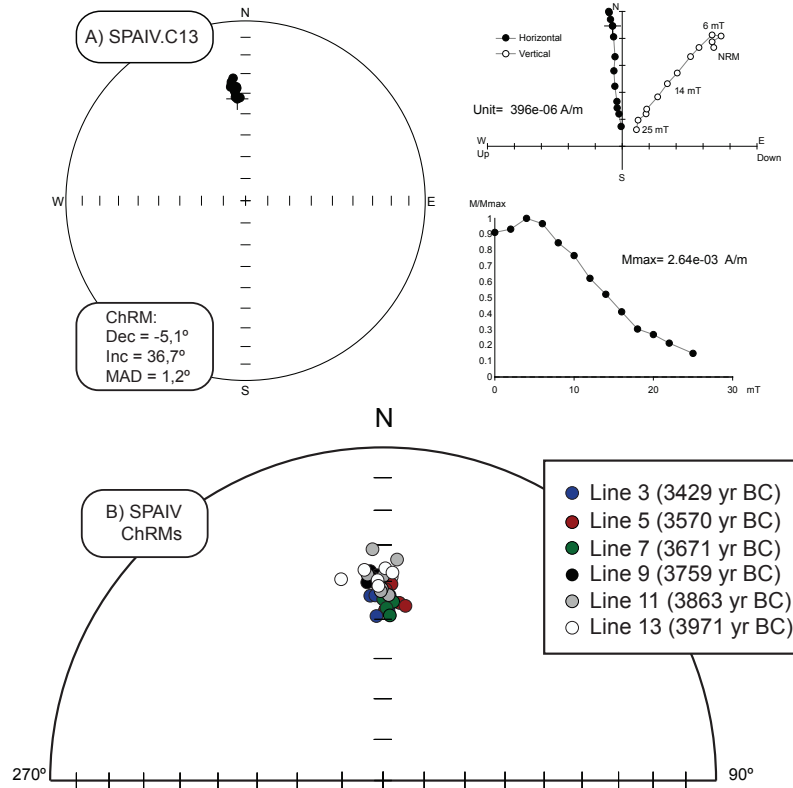 A) SPAIV.C13
N
W
E
S
ChRM:
Dec = -5,1º
Inc = 36,7º
MAD = 1,2º
N
Horizontal
Vertical
6 mT
NRM
14 mT
25 mT
Unit= 396e-06 A/m
W
Up
E
Down
S
M/Mmax
1
0.9
0.8
0.7
0.6
0.5
0.4
0.3
0.2
0.1
0
Mmax= 2.64e-03 A/m
0
10
20
30
mT
N
B) SPAIV
ChRMs
Line 3 (3429 yr BC)
Line 5 (3570 yr BC)
Line 7 (3671 yr BC)
Line 9 (3759 yr BC)
Line 11 (3863 yr BC)
Line 13 (3971 yr BC)
270º
90º